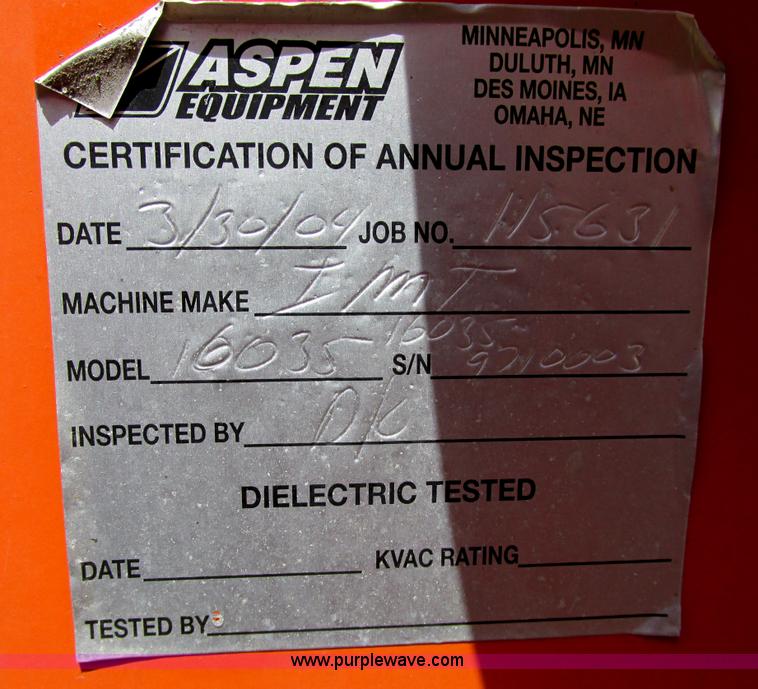 ASPEN
EQUIPMENT
MINNEAPOLIS, MN
DULUTH, MN
DES MOINES, IA
OMAHA, NE
CERTIFICATION OF ANNUAL INSPECTION
DATE 3/30/04 JOB NO. 115631
MACHINE MAKE IMT
16035
MODEL 16035 S/N 9710003
INSPECTED BY DK
DIELECTRIC TESTED
DATE KVAC RATING
TESTED BY
www.purplewave.com